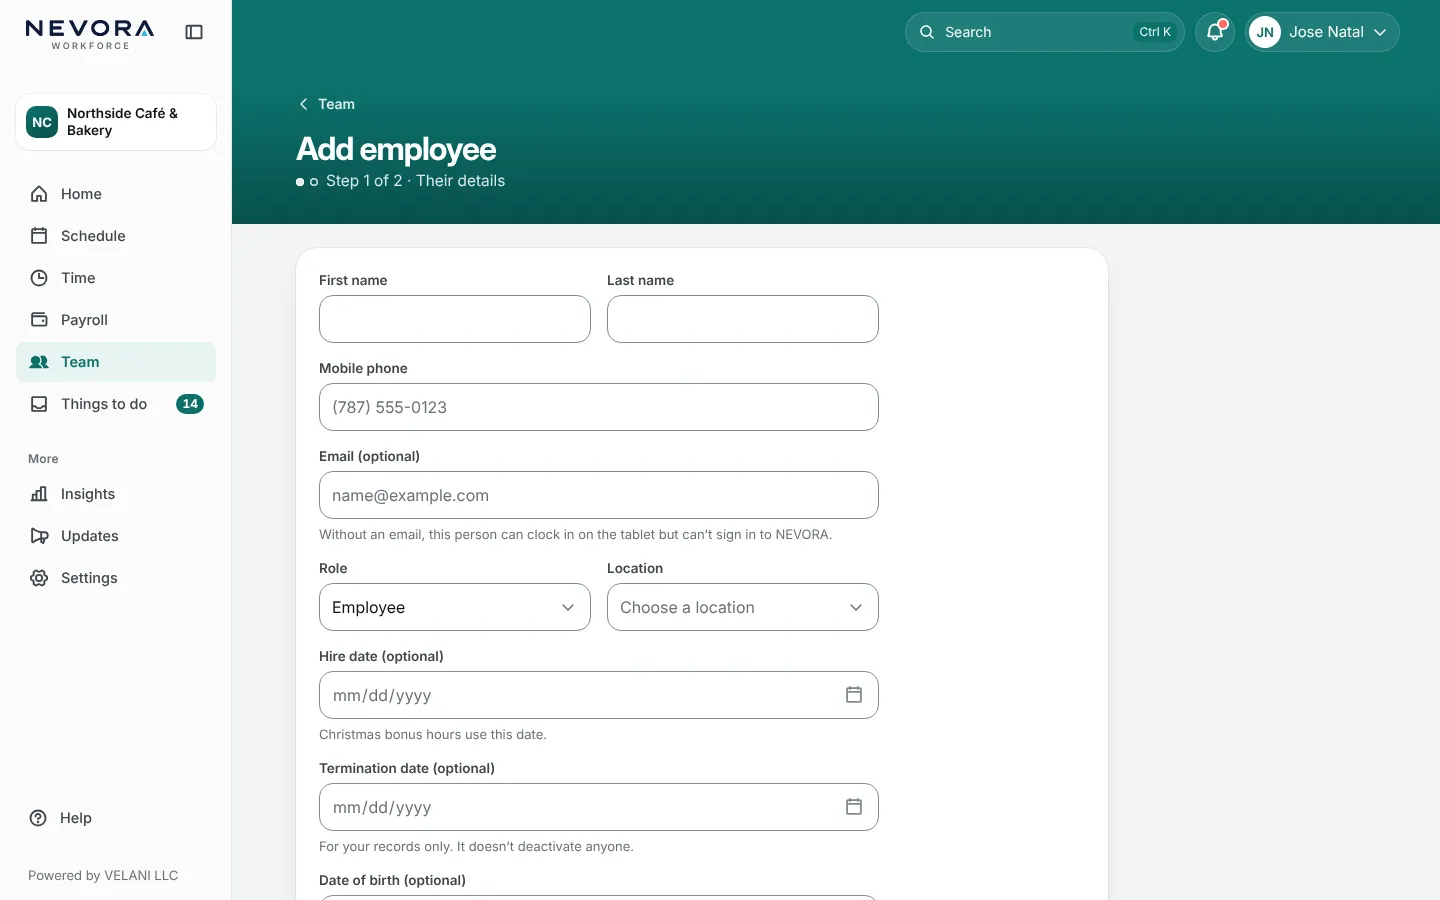 NEVORA
WORKFORCE
Search
Ctrl K
JN
Jose Natal
NC
Northside Café &
Bakery
Home
Schedule
Time
Payroll
Team
Things to do
14
More
Insights
Updates
Settings
Help
Powered by VELANI LLC
Team
Add employee
Step 1 of 2 · Their details
First name
Last name
Mobile phone
(787) 555-0123
Email (optional)
name@example.com
Without an email, this person can clock in on the tablet but can’t sign in to NEVORA.
Role
Location
Employee
Choose a location
Hire date (optional)
mm/dd/yyyy
Christmas bonus hours use this date.
Termination date (optional)
mm/dd/yyyy
For your records only. It doesn’t deactivate anyone.
Date of birth (optional)